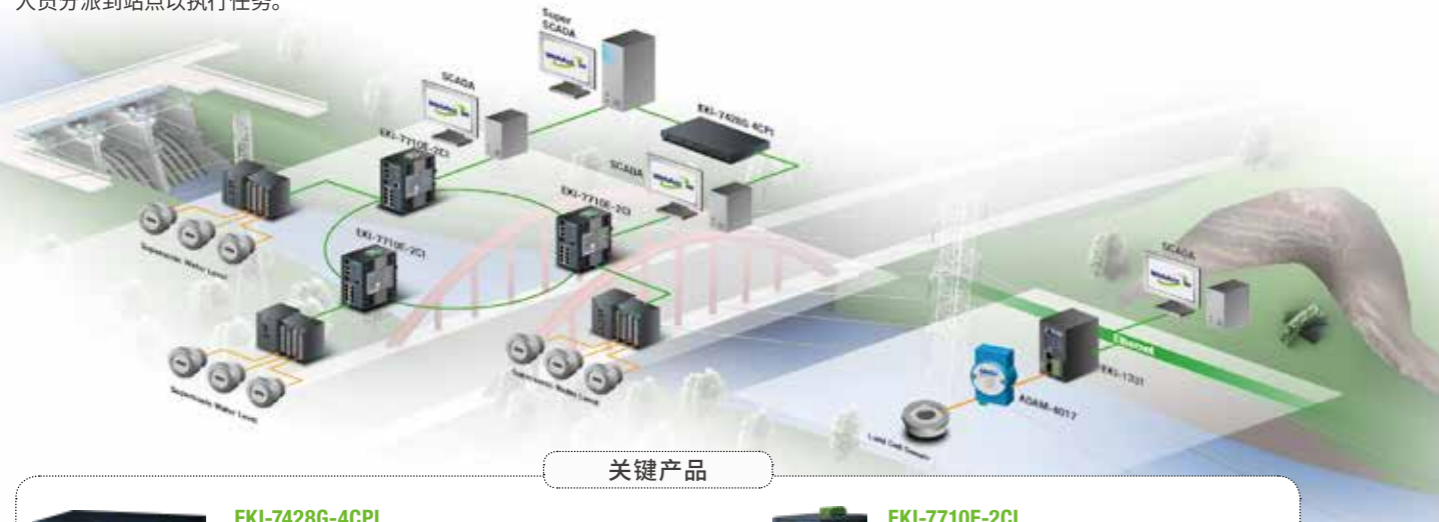 人员分派到站点以执行任务。
Super
SCADA
SCADA
EKI-7428G-4CPI
EKI-7710E-2CI
SCADA
EKI-7710E-2CI
EKI-7710E-2CI
Supersonic Water Level
SCADA
Ethernet
EKI-1321
ADAM-4017
Supersonic Water Level
Supersonic Water Level
Load Cell Sensor
关键产品
EKI-7428G-4CPI
EKI-7710E-2CI